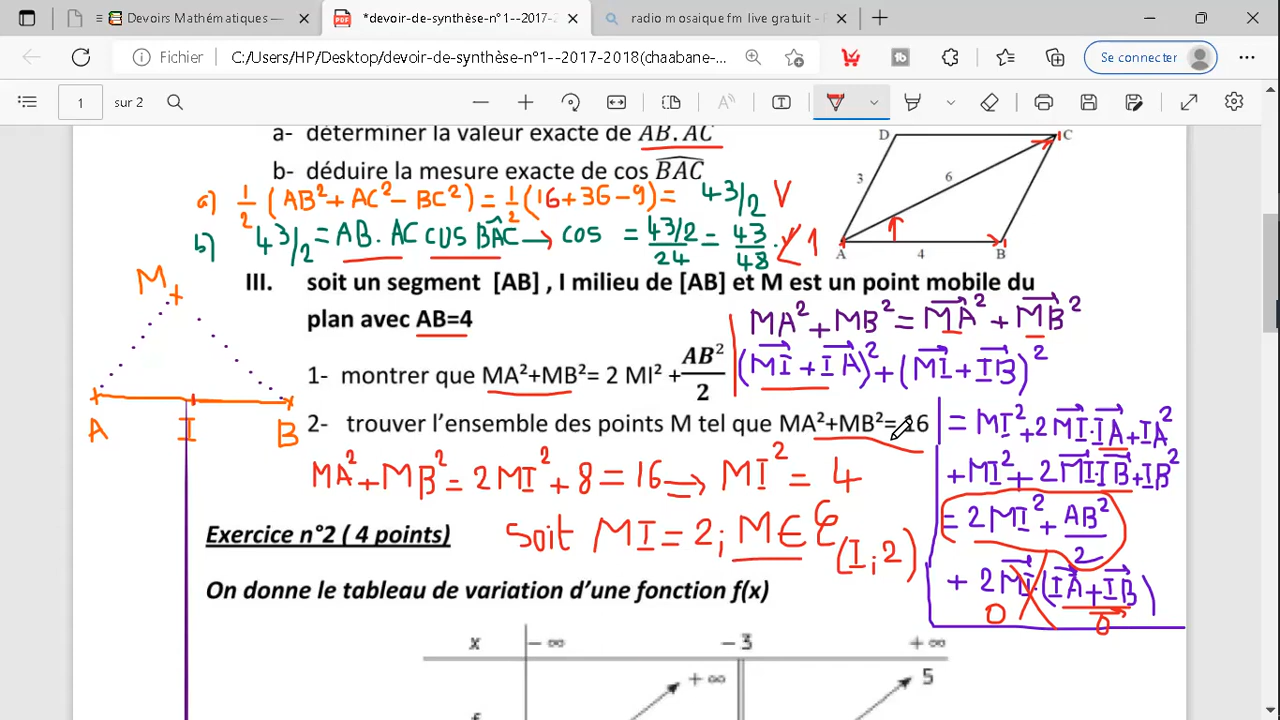 Devoirs Mathématiques —
*devoir-de-synthèse-n°1--2017-2
radio mosaique fm live gratuit - R
Fichier
C:/Users/HP/Desktop/devoir-de-synthèse-n°1--2017-2018(chaabane-...
Se connecter
1 sur 2
a- déterminer la valeur exacte de AB. AC
b- déduire la mesure exacte de cos BAC
D C
3 6
A 4 B
a) 1/2 (AB² + AC² - BC²) = 1/2 (16 + 36 - 9) = 43/2 V
b) 43/2 = AB. AC cos BAC → cos = 43/2 / 24 = 43/48 . < 1
III. soit un segment [AB] , I milieu de [AB] et M est un point mobile du
plan avec AB=4
M
A I B
1- montrer que MA²+MB²= 2 MI² + AB²/2
2- trouver l’ensemble des points M tel que MA²+MB²= 16
MA² + MB² = MA² + MB²
(MI + IA)² + (MI + IB)²
= MI² + 2 MI . IA + IA²
+ MI² + 2 MI IB + IB²
= 2 MI² + AB²/2
+ 2 MI . (IA + IB)
0 0
MA² + MB² = 2MI² + 8 = 16 → MI² = 4
Soit MI = 2 ; M ∈ C (I ; 2)
Exercice n°2 ( 4 points)
On donne le tableau de variation d’une fonction f(x)
x - ∞ - 3 + ∞
+ ∞ 5
f